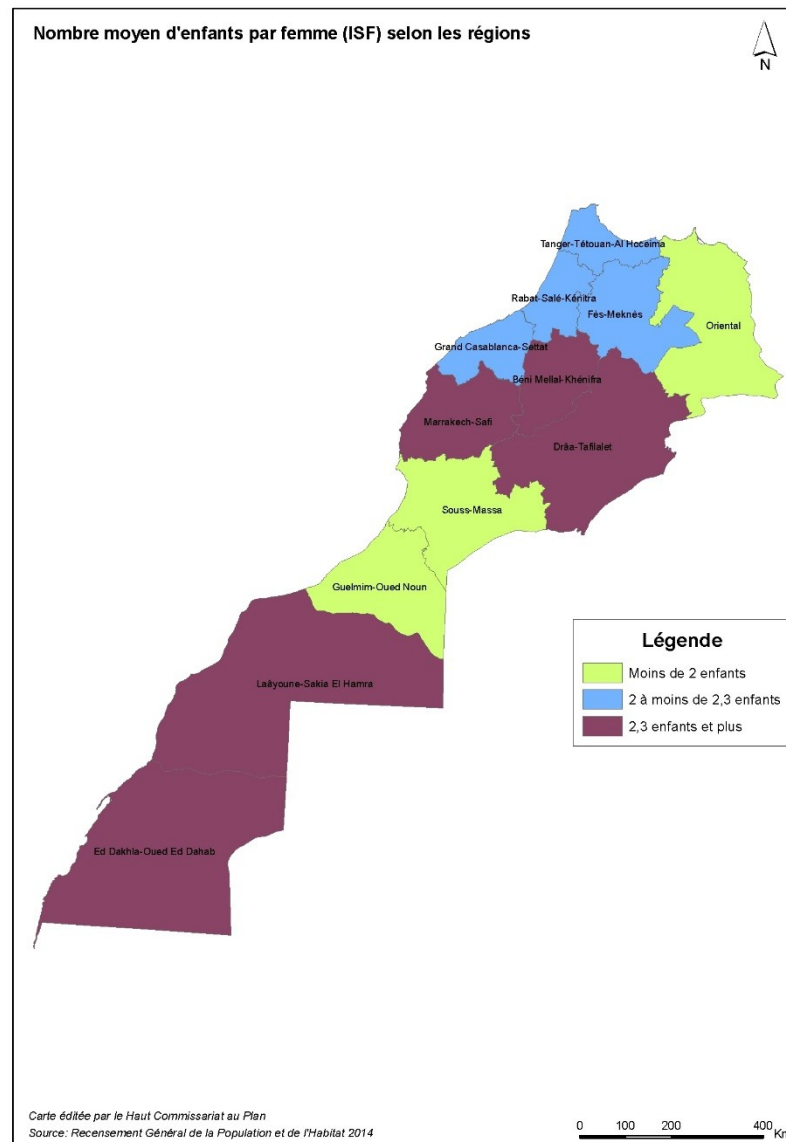 Nombre moyen d'enfants par femme (ISF) selon les régions
N
Tanger-Tétouan-Al Hoceima
Rabat-Salé-Kénitra
Fès-Meknès
Oriental
Grand Casablanca-Settat
Béni Mellal-Khénifra
Marrakech-Safi
Drâa-Tafilalet
Souss-Massa
Guelmim-Oued Noun
Laâyoune-Sakia El Hamra
Ed Dakhla-Oued Ed Dahab
Légende
Moins de 2 enfants
2 à moins de 2,3 enfants
2,3 enfants et plus
Carte éditée par le Haut Commissariat au Plan
Source: Recensement Général de la Population et de l'Habitat 2014
0 100 200 400
Km